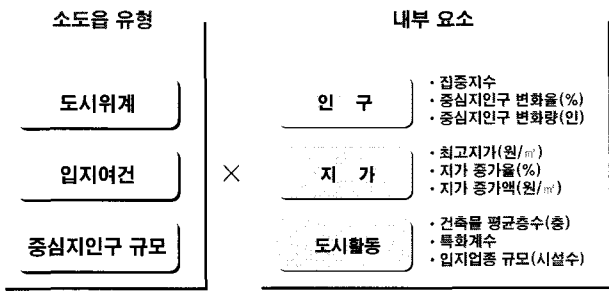 소도읍 유형
내부 요소
도시위계
입지여건
중심지인구 규모
×
인 구
· 집중지수
· 중심지인구 변화율(%)
· 중심지인구 변화량(인)
지 가
· 최고지가(원/㎡)
· 지가 증가율(%)
· 지가 증가액(원/㎡)
도시활동
· 건축물 평균층수(층)
· 특화계수
· 입지업종 규모(시설수)